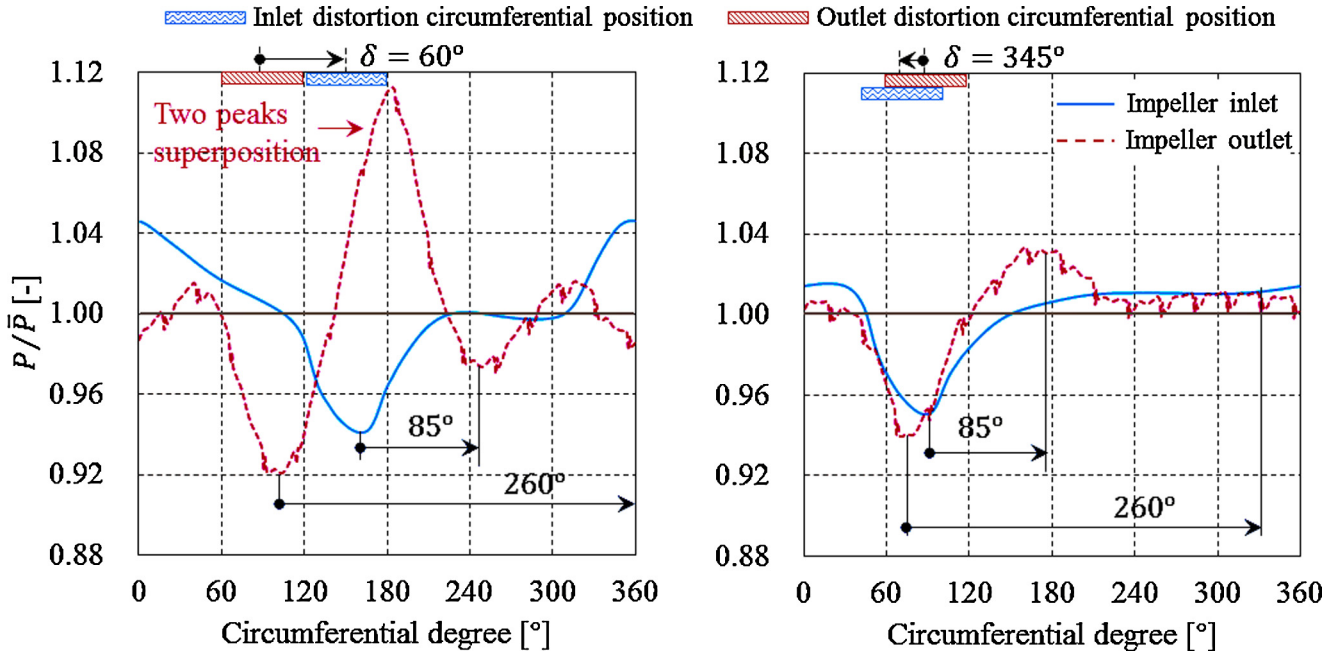 Inlet distortion circumferential position
Outlet distortion circumferential position
δ = 60°
1.12
1.08
1.04
1.00
0.96
0.92
0.88
P/P̄ [-]
Two peaks
superposition
85°
260°
0 60 120 180 240 300 360
Circumferential degree [°]
δ = 345°
1.12
1.08
1.04
1.00
0.96
0.92
0.88
Impeller inlet
Impeller outlet
85°
260°
0 60 120 180 240 300 360
Circumferential degree [°]